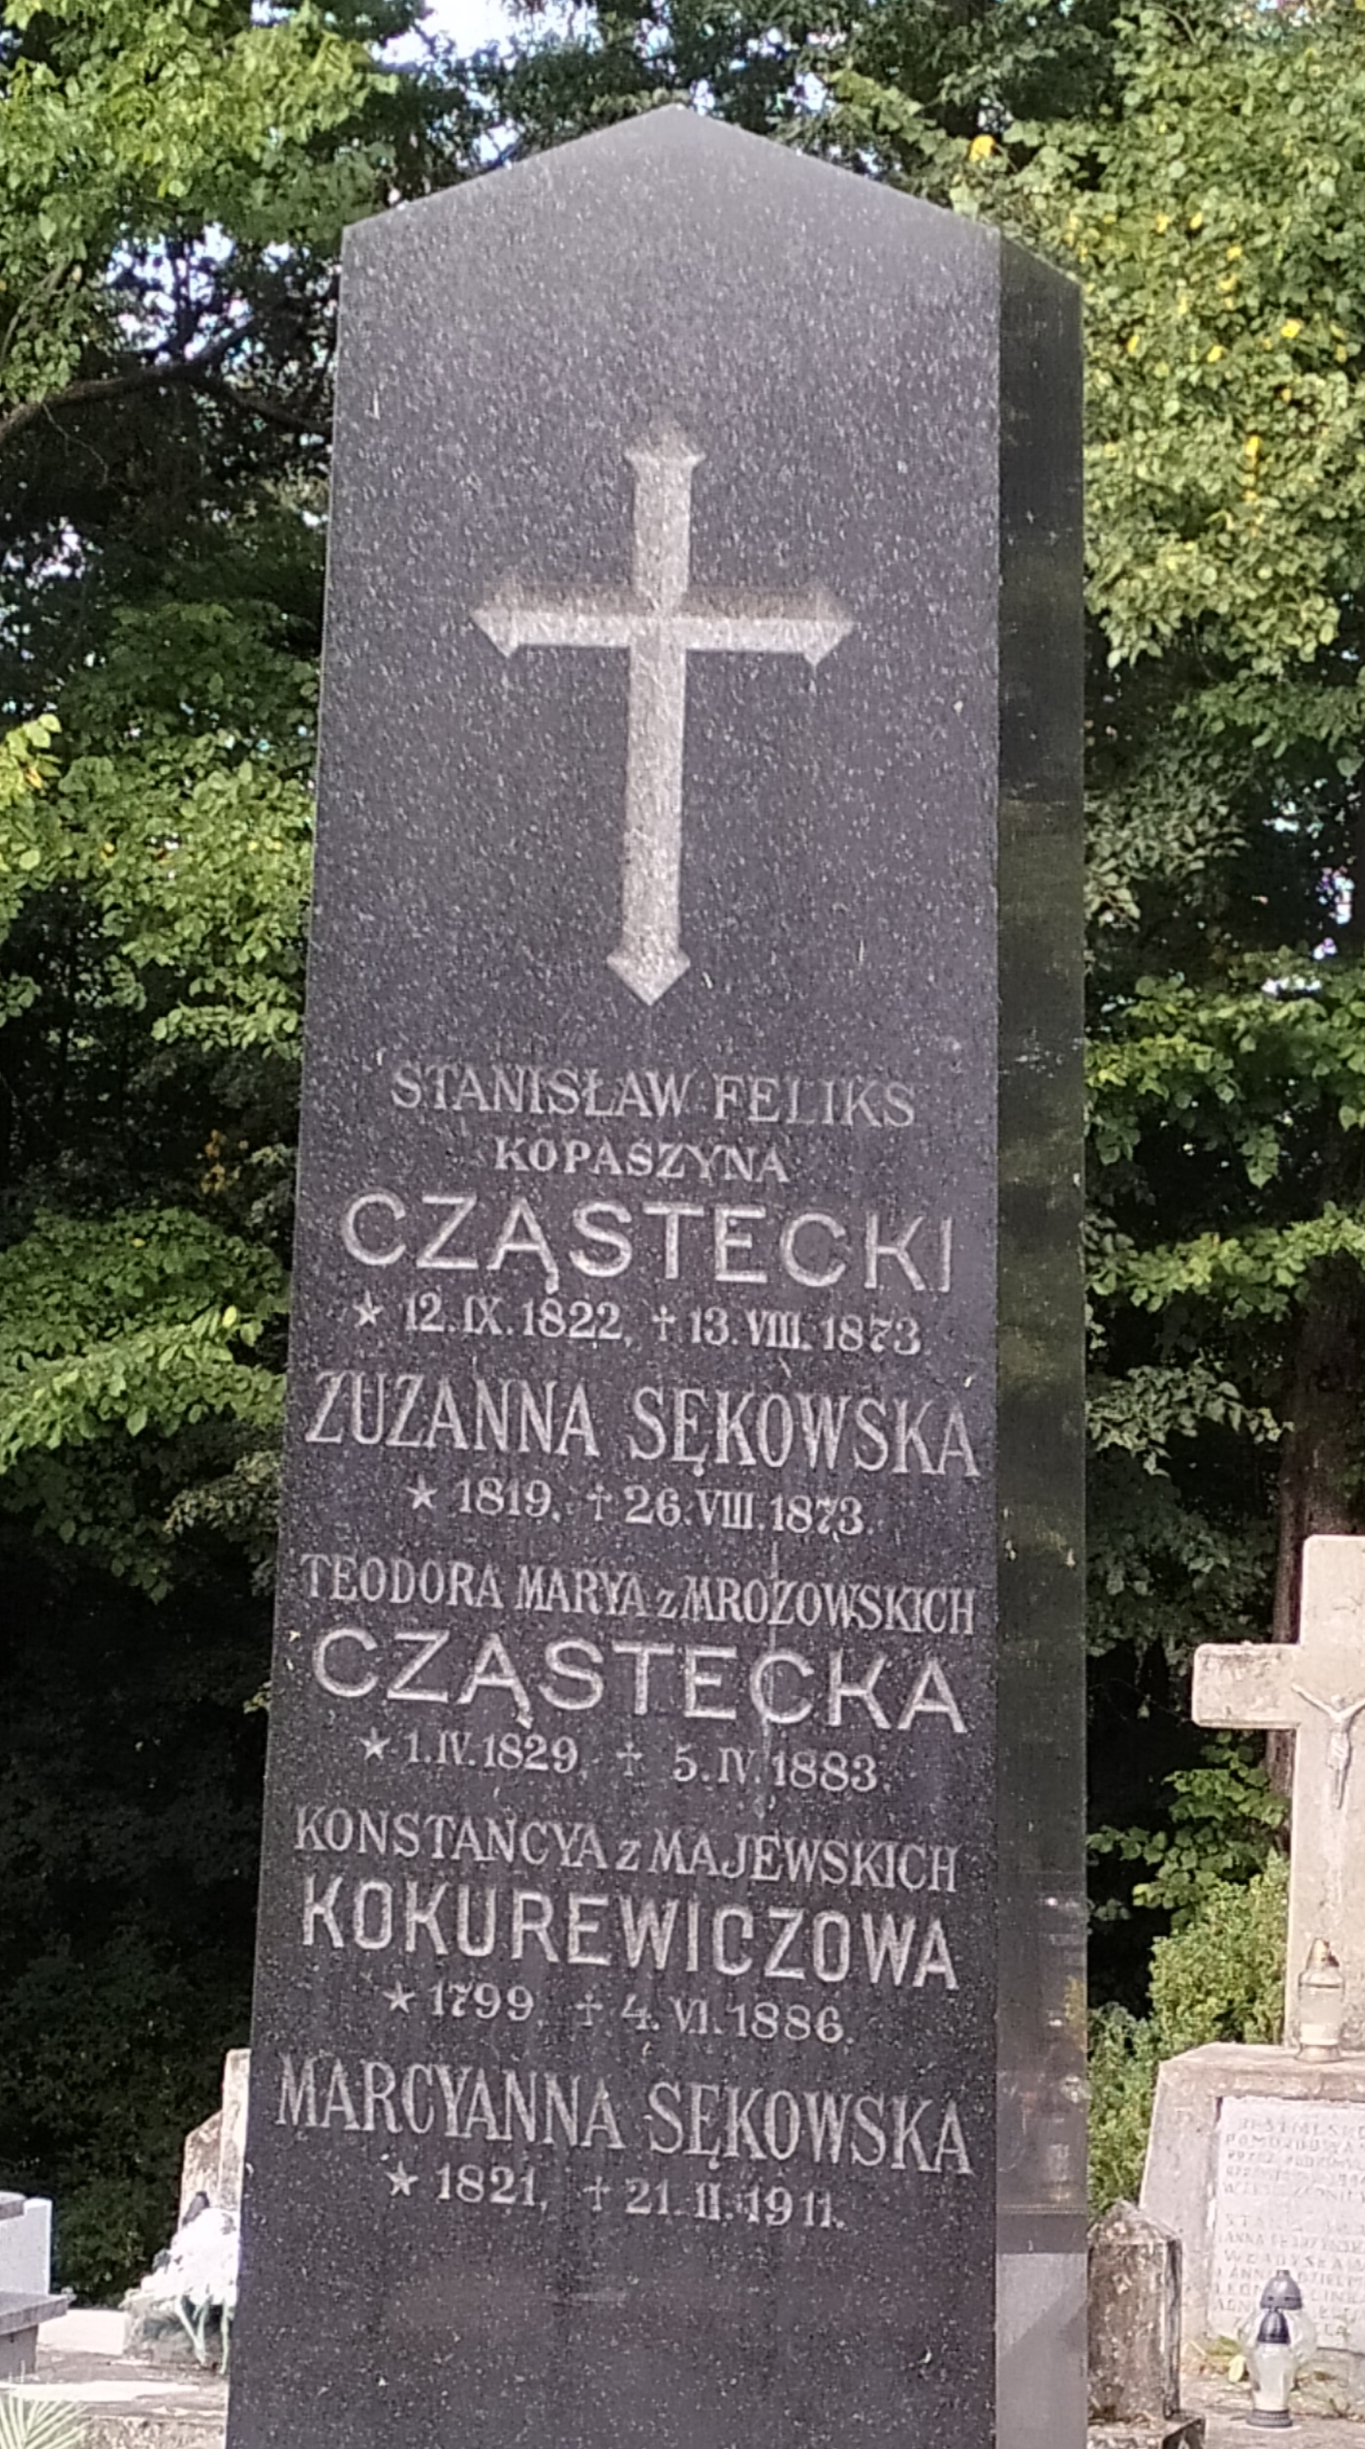 STANISŁAW FELIKS
KOPASZYNA
CZĄSTECKI
★ 12.IX.1822, † 13.VIII.1873.
ZUZANNA SĘKOWSKA
★ 1819, † 26.VIII.1873.
TEODORA MARYA z MROZOWSKICH
CZĄSTECKA
★ 1.IV.1829, † 5.IV.1883.
KONSTANCYA z MAJEWSKICH
KOKUREWICZOWA
★ 1799, † 4.VI.1886.
MARCYANNA SĘKOWSKA
★ 1821, † 21.II.1911.